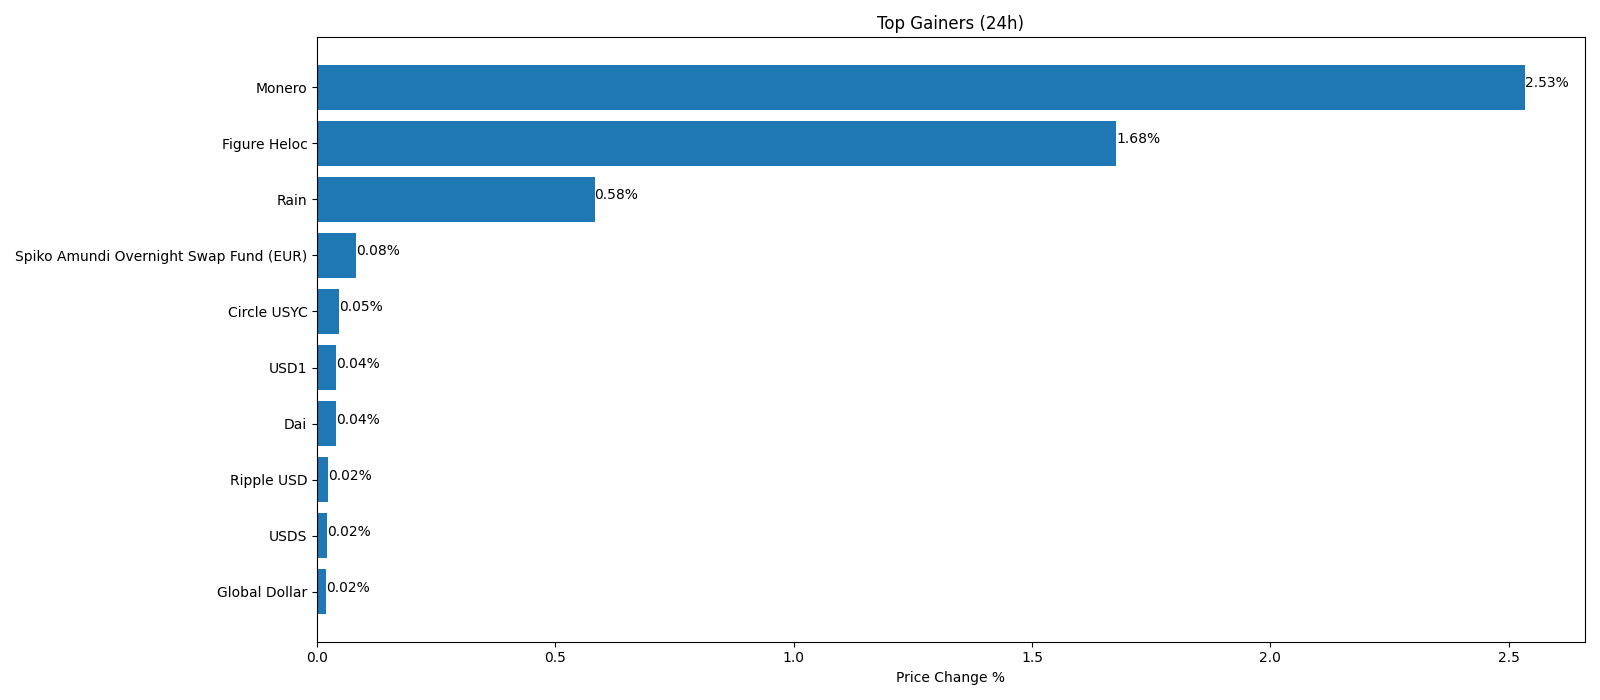 Top Gainers (24h)
Monero 2.53%
Figure Heloc 1.68%
Rain 0.58%
Spiko Amundi Overnight Swap Fund (EUR) 0.08%
Circle USYC 0.05%
USD1 0.04%
Dai 0.04%
Ripple USD 0.02%
USDS 0.02%
Global Dollar 0.02%
0.0 0.5 1.0 1.5 2.0 2.5
Price Change %